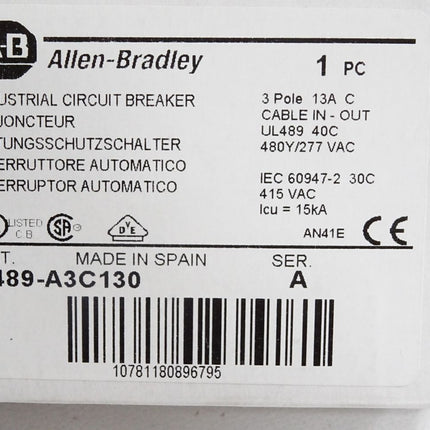 A-B Allen-Bradley 1 PC
USTRIAL CIRCUIT BREAKER
JONCTEUR
TUNGSSCHUTZSCHALTER
ERRUTTORE AUTOMATICO
ERRUPTOR AUTOMATICO
3 Pole 13A C
CABLE IN - OUT
UL489 40C
480Y/277 VAC
IEC 60947-2 30C
415 VAC
Icu = 15kA
LISTED
C.B
SA
DVE
AN41E CE
T. MADE IN SPAIN SER.
489-A3C130 A
10781180896795